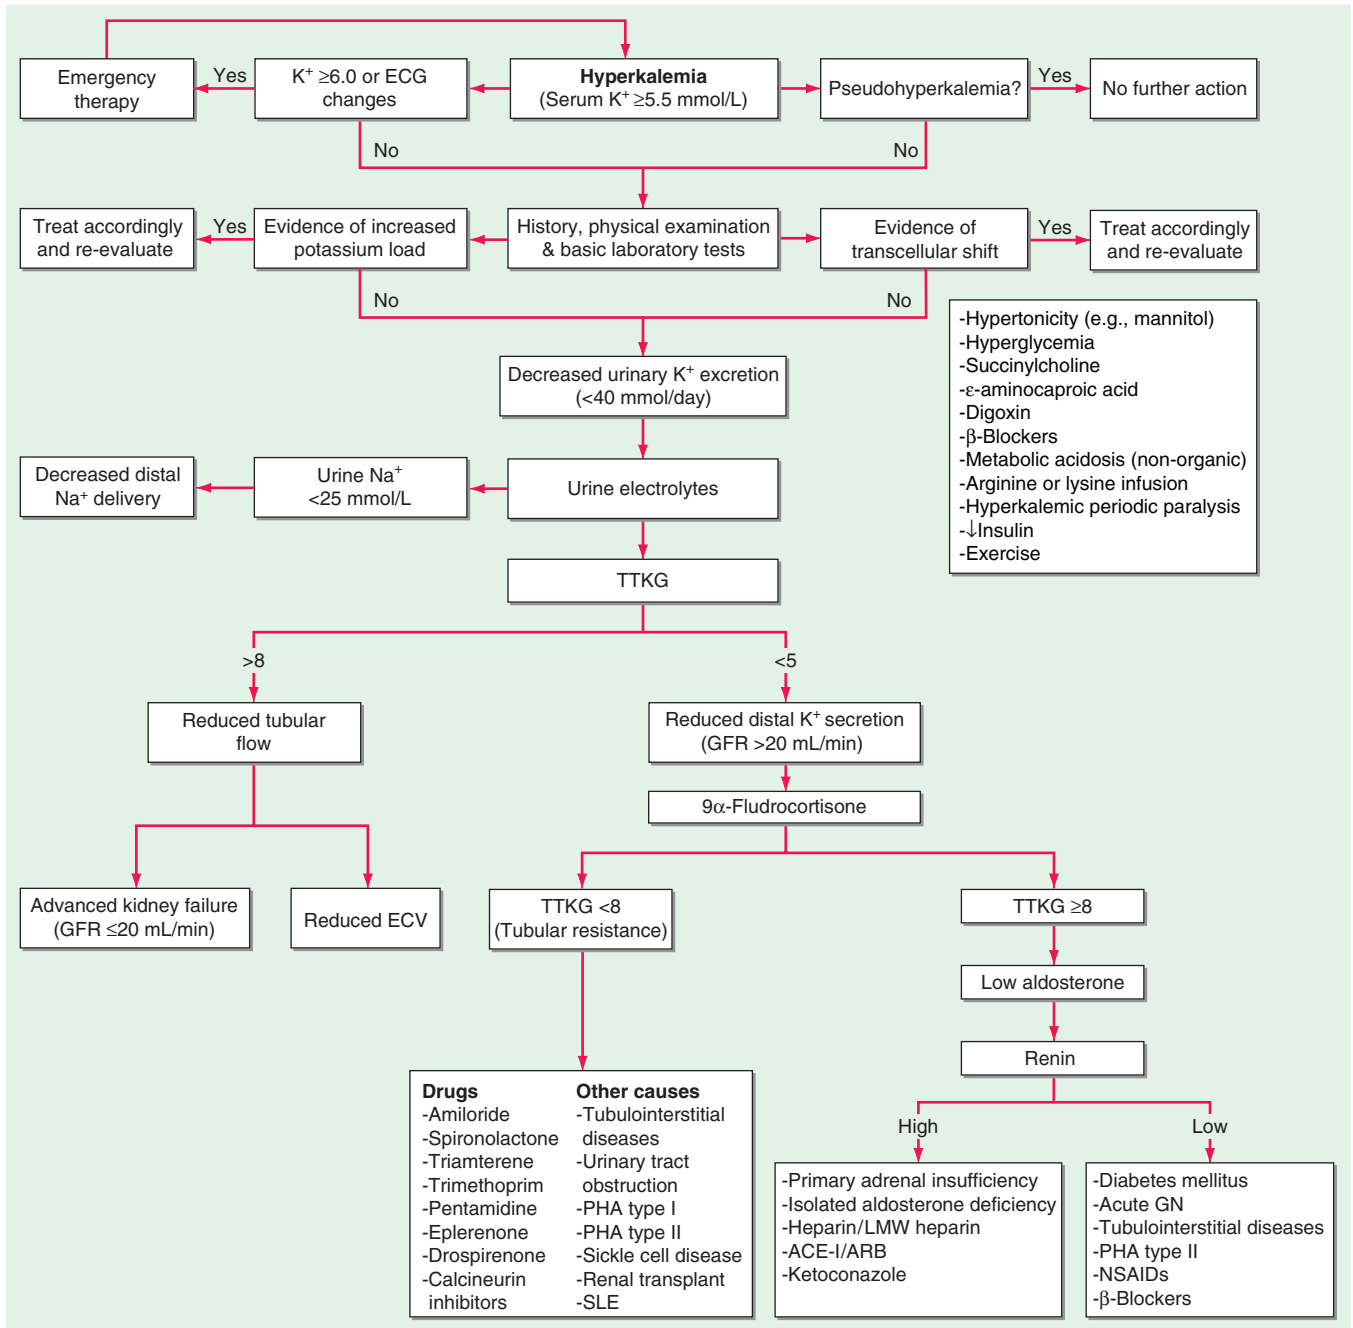 Emergency
therapy
Yes
K⁺ ≥6.0 or ECG
changes
Hyperkalemia
(Serum K⁺ ≥5.5 mmol/L)
Pseudohyperkalemia?
Yes
No further action
No
No
Treat accordingly
and re-evaluate
Yes
Evidence of increased
potassium load
History, physical examination
& basic laboratory tests
Evidence of
transcellular shift
Yes
Treat accordingly
and re-evaluate
No
No
-Hypertonicity (e.g., mannitol)
-Hyperglycemia
-Succinylcholine
-ε-aminocaproic acid
-Digoxin
-β-Blockers
-Metabolic acidosis (non-organic)
-Arginine or lysine infusion
-Hyperkalemic periodic paralysis
-↓Insulin
-Exercise
Decreased urinary K⁺ excretion
(<40 mmol/day)
Decreased distal
Na⁺ delivery
Urine Na⁺
<25 mmol/L
Urine electrolytes
TTKG
>8
<5
Reduced tubular
flow
Reduced distal K⁺ secretion
(GFR >20 mL/min)
9α-Fludrocortisone
Advanced kidney failure
(GFR ≤20 mL/min)
Reduced ECV
TTKG <8
(Tubular resistance)
TTKG ≥8
Low aldosterone
Renin
High
Low
Drugs
-Amiloride
-Spironolactone
-Triamterene
-Trimethoprim
-Pentamidine
-Eplerenone
-Drospirenone
-Calcineurin
inhibitors
Other causes
-Tubulointerstitial
diseases
-Urinary tract
obstruction
-PHA type I
-PHA type II
-Sickle cell disease
-Renal transplant
-SLE
-Primary adrenal insufficiency
-Isolated aldosterone deficiency
-Heparin/LMW heparin
-ACE-I/ARB
-Ketoconazole
-Diabetes mellitus
-Acute GN
-Tubulointerstitial diseases
-PHA type II
-NSAIDs
-β-Blockers